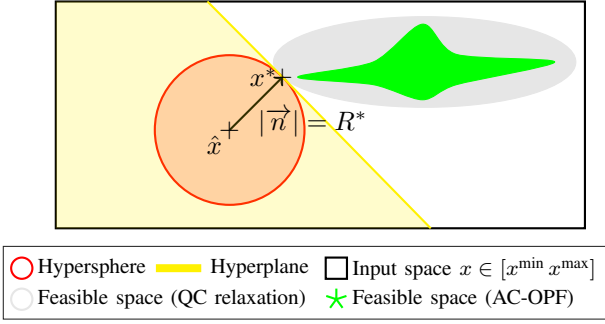 x*
|n⃗| = R*
x̂
Hypersphere Hyperplane Input space x ∈ [x^min x^max]
Feasible space (QC relaxation) Feasible space (AC-OPF)